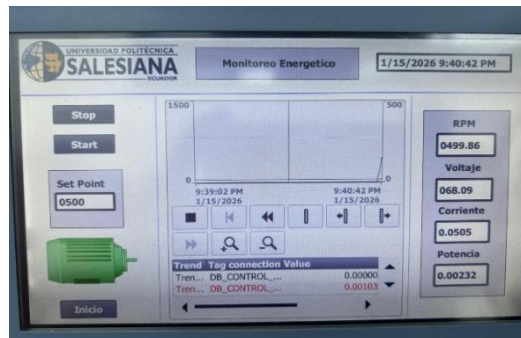 UNIVERSIDAD POLITÉCNICA
SALESIANA
ECUADOR
Monitoreo Energetico
1/15/2026 9:40:42 PM
Stop
Start
Set Point
0500
Inicio
1500
500
0
0
9:39:02 PM
1/15/2026
9:40:42 PM
1/15/2026
Trend Tag connection Value
Tren... DB_CONTROL_... 0.00000
Tren... DB_CONTROL_... 0.00103
RPM
0499.86
Voltaje
068.09
Corriente
0.0505
Potencia
0.00232